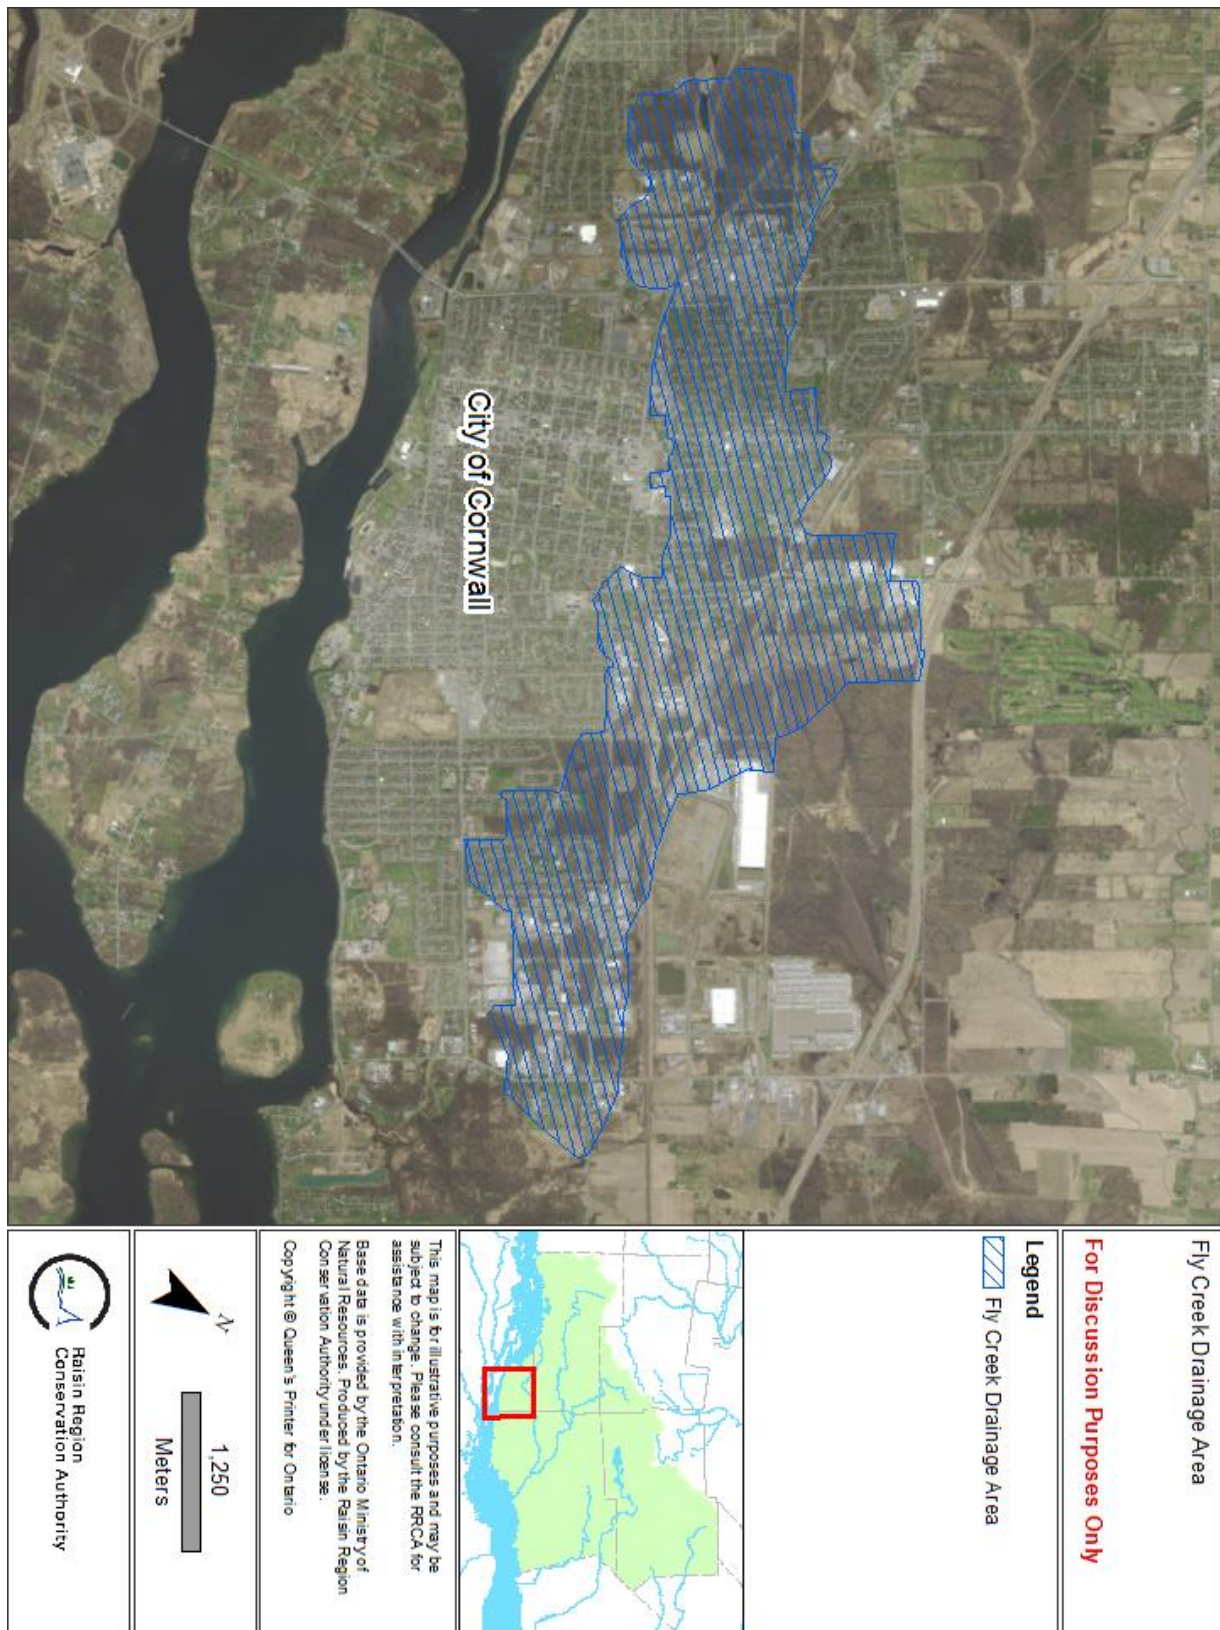 City of Cornwall
Fly Creek Drainage Area
For Discussion Purposes Only
Legend
Fly Creek Drainage Area
This map is for illustrative purposes and may be
subject to change. Please consult the RRCA for
assistance with interpretation.
Base data is provided by the Ontario Ministry of
Natural Resources. Produced by the Raisin Region
Conservation Authority under license.
Copyright © Queen's Printer for Ontario
N
1,250
Meters
Raisin Region
Conservation Authority